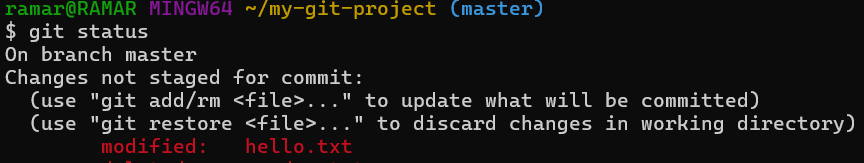 ramar@RAMAR MINGW64 ~/my-git-project (master)
$ git status
On branch master
Changes not staged for commit:
  (use "git add/rm <file>..." to update what will be committed)
  (use "git restore <file>..." to discard changes in working directory)
        modified:   hello.txt